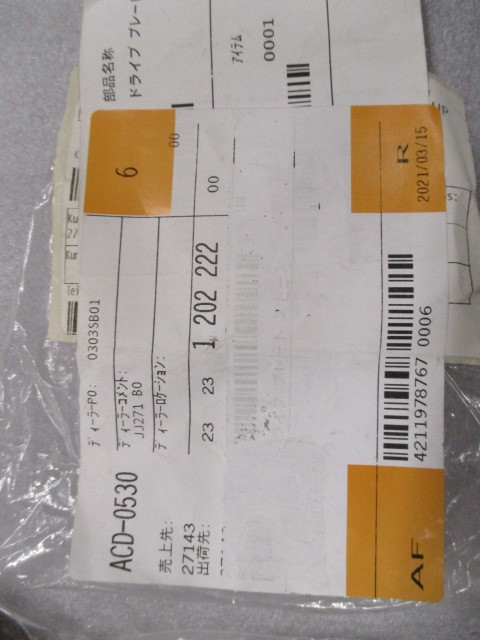 部品名称
ドライブ プレート
アイテム
0001
6
00
R
2021/03/15
ディーラーPO: 0303SB01
ディーラーコメント:
JJ271 BO
ディーラーロケーション:
23 23 1 202 222 00
ACD-0530
売上先:
27143
出荷先:
4211978767 0006
AF